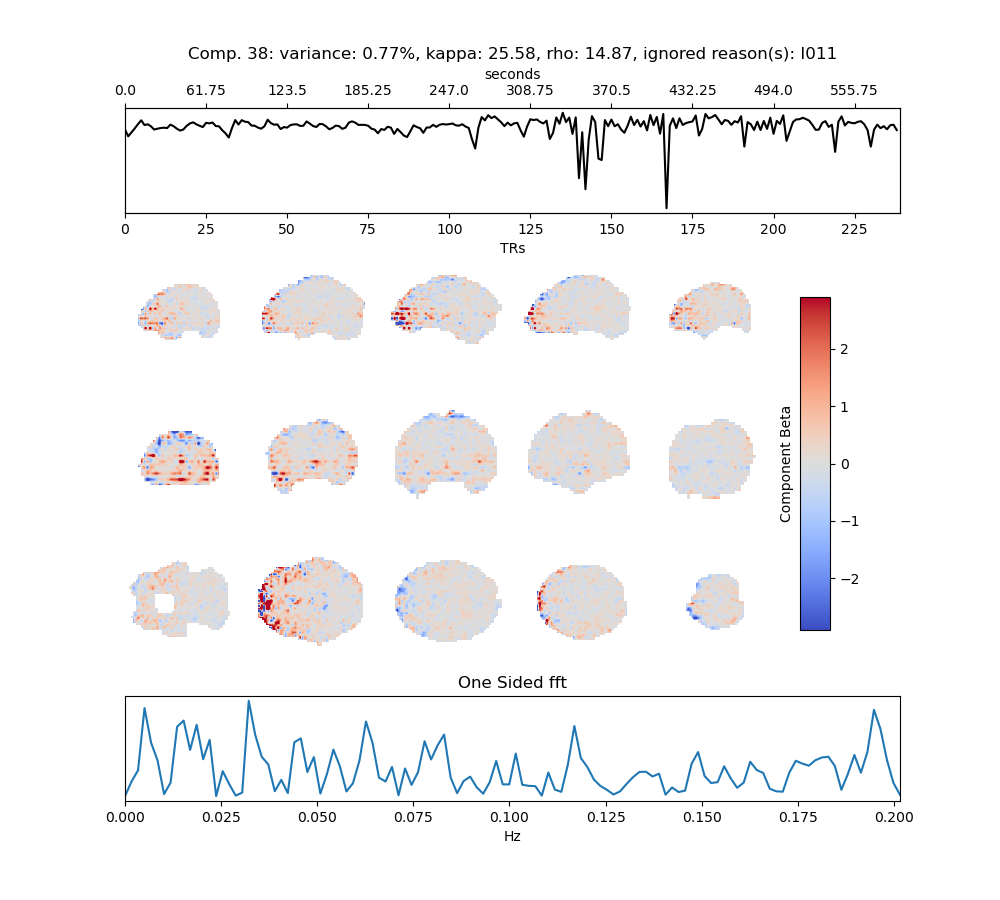 Comp. 38: variance: 0.77%, kappa: 25.58, rho: 14.87, ignored reason(s): I011
seconds
0.0 61.75 123.5 185.25 247.0 308.75 370.5 432.25 494.0 555.75
0 25 50 75 100 125 150 175 200 225
TRs
2
1
0
−1
−2
Component Beta
One Sided fft
0.000 0.025 0.050 0.075 0.100 0.125 0.150 0.175 0.200
Hz